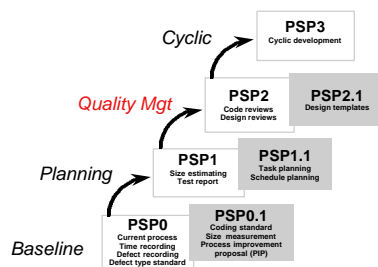 Cyclic
PSP3
Cyclic development
Quality Mgt
PSP2
Code reviews
Design reviews
PSP2.1
Design templates
Planning
PSP1
Size estimating
Test report
PSP1.1
Task planning
Schedule planning
Baseline
PSP0
Current process
Time recording
Defect recording
Defect type standard
PSP0.1
Coding standard
Size measurement
Process improvement
proposal (PIP)